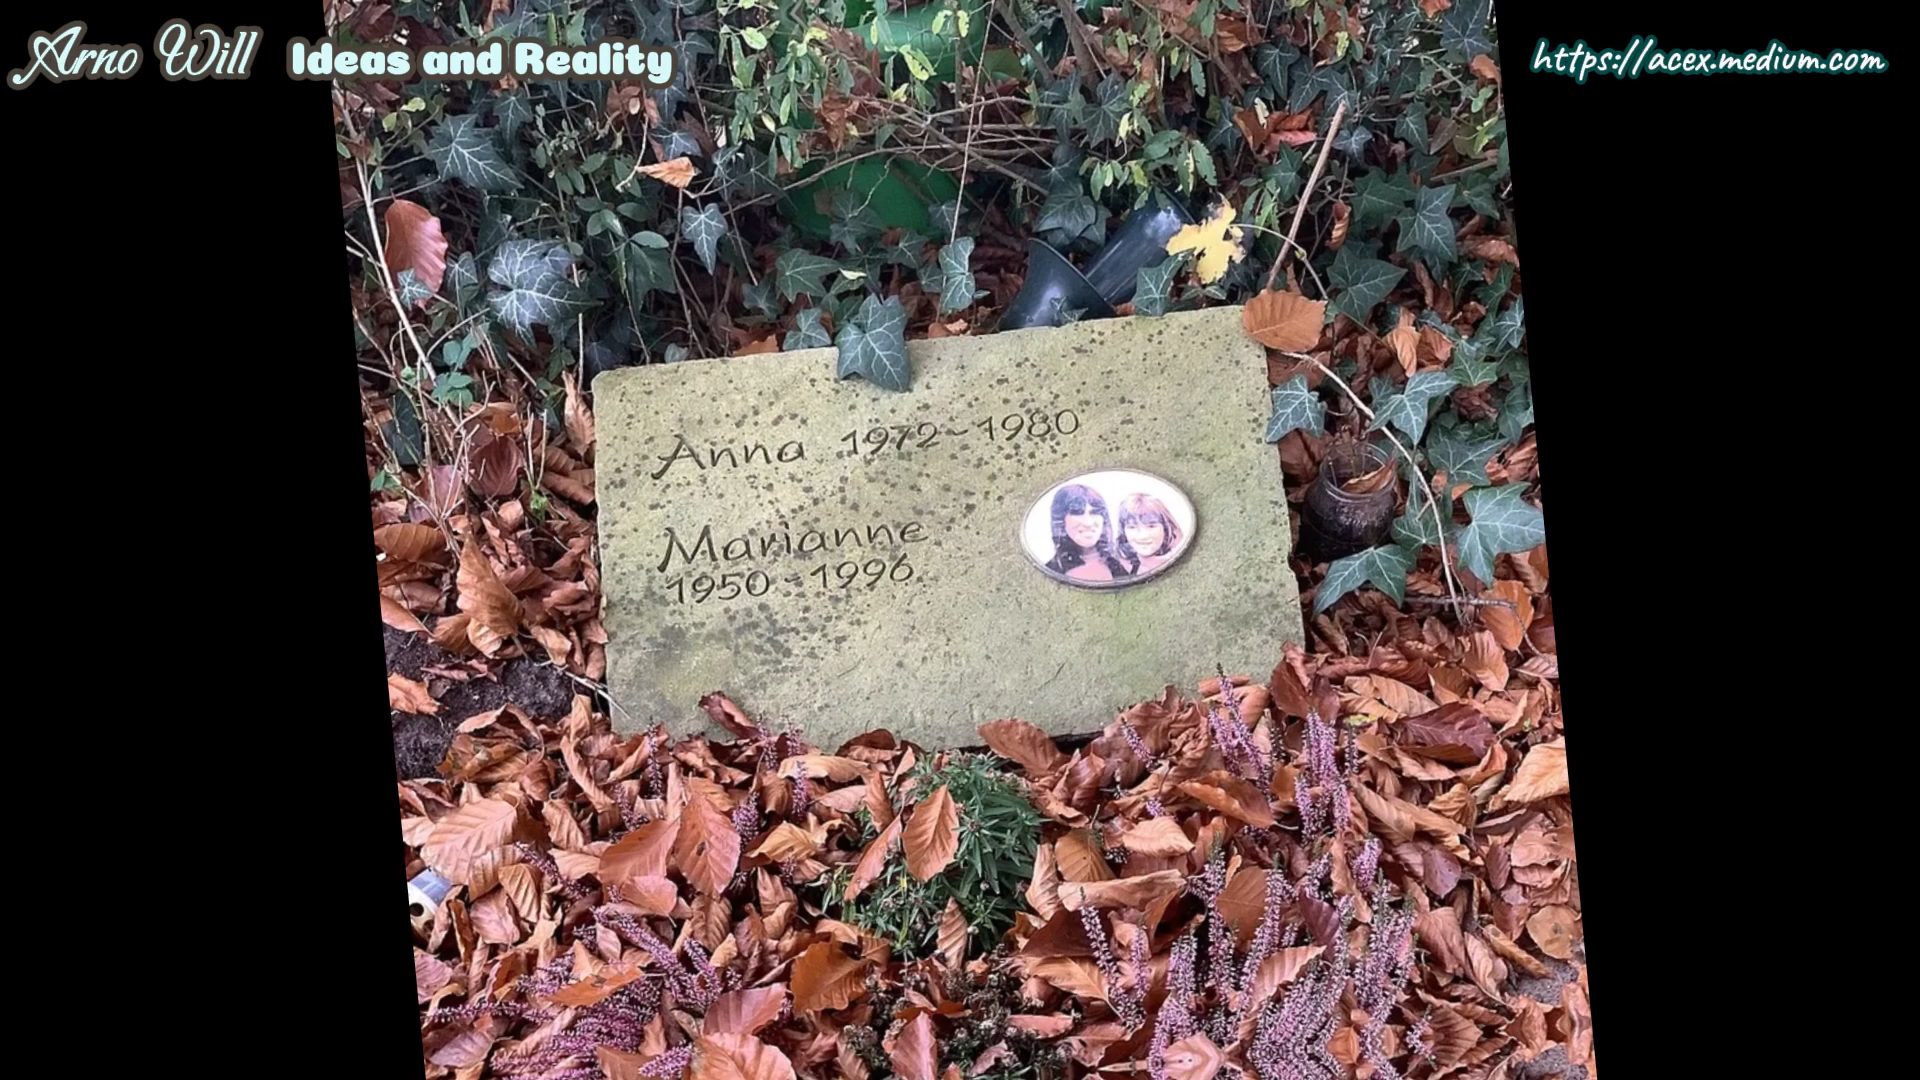 Arno Will Ideas and Reality
https://acex.medium.com
Anna 1972-1980
Marianne
1950-1996